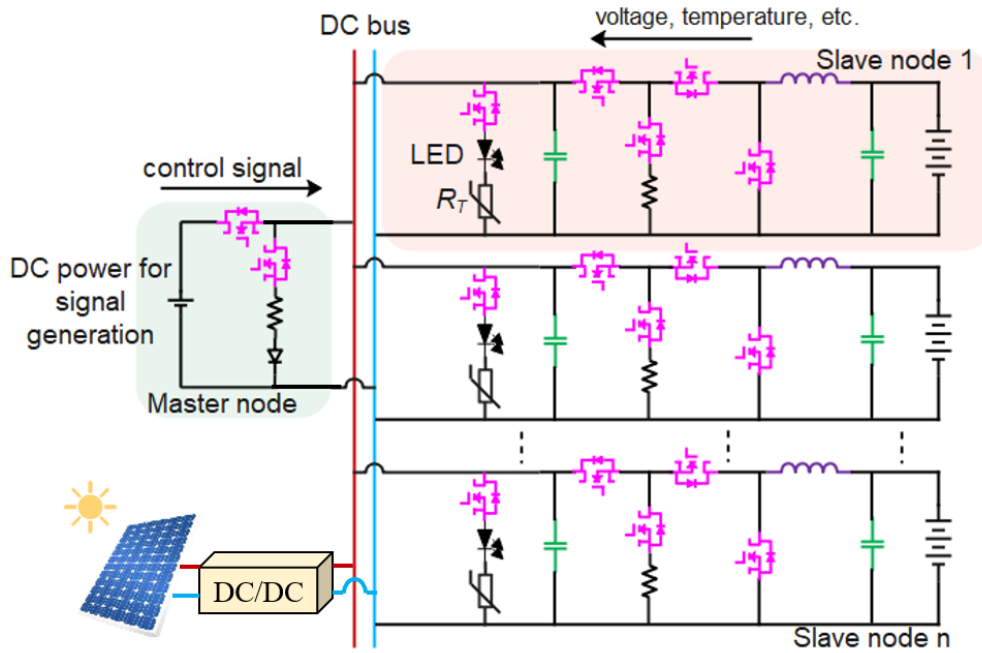 DC bus
voltage, temperature, etc.
Slave node 1
LED
R_T
control signal
DC power for
signal
generation
Master node
DC/DC
Slave node n